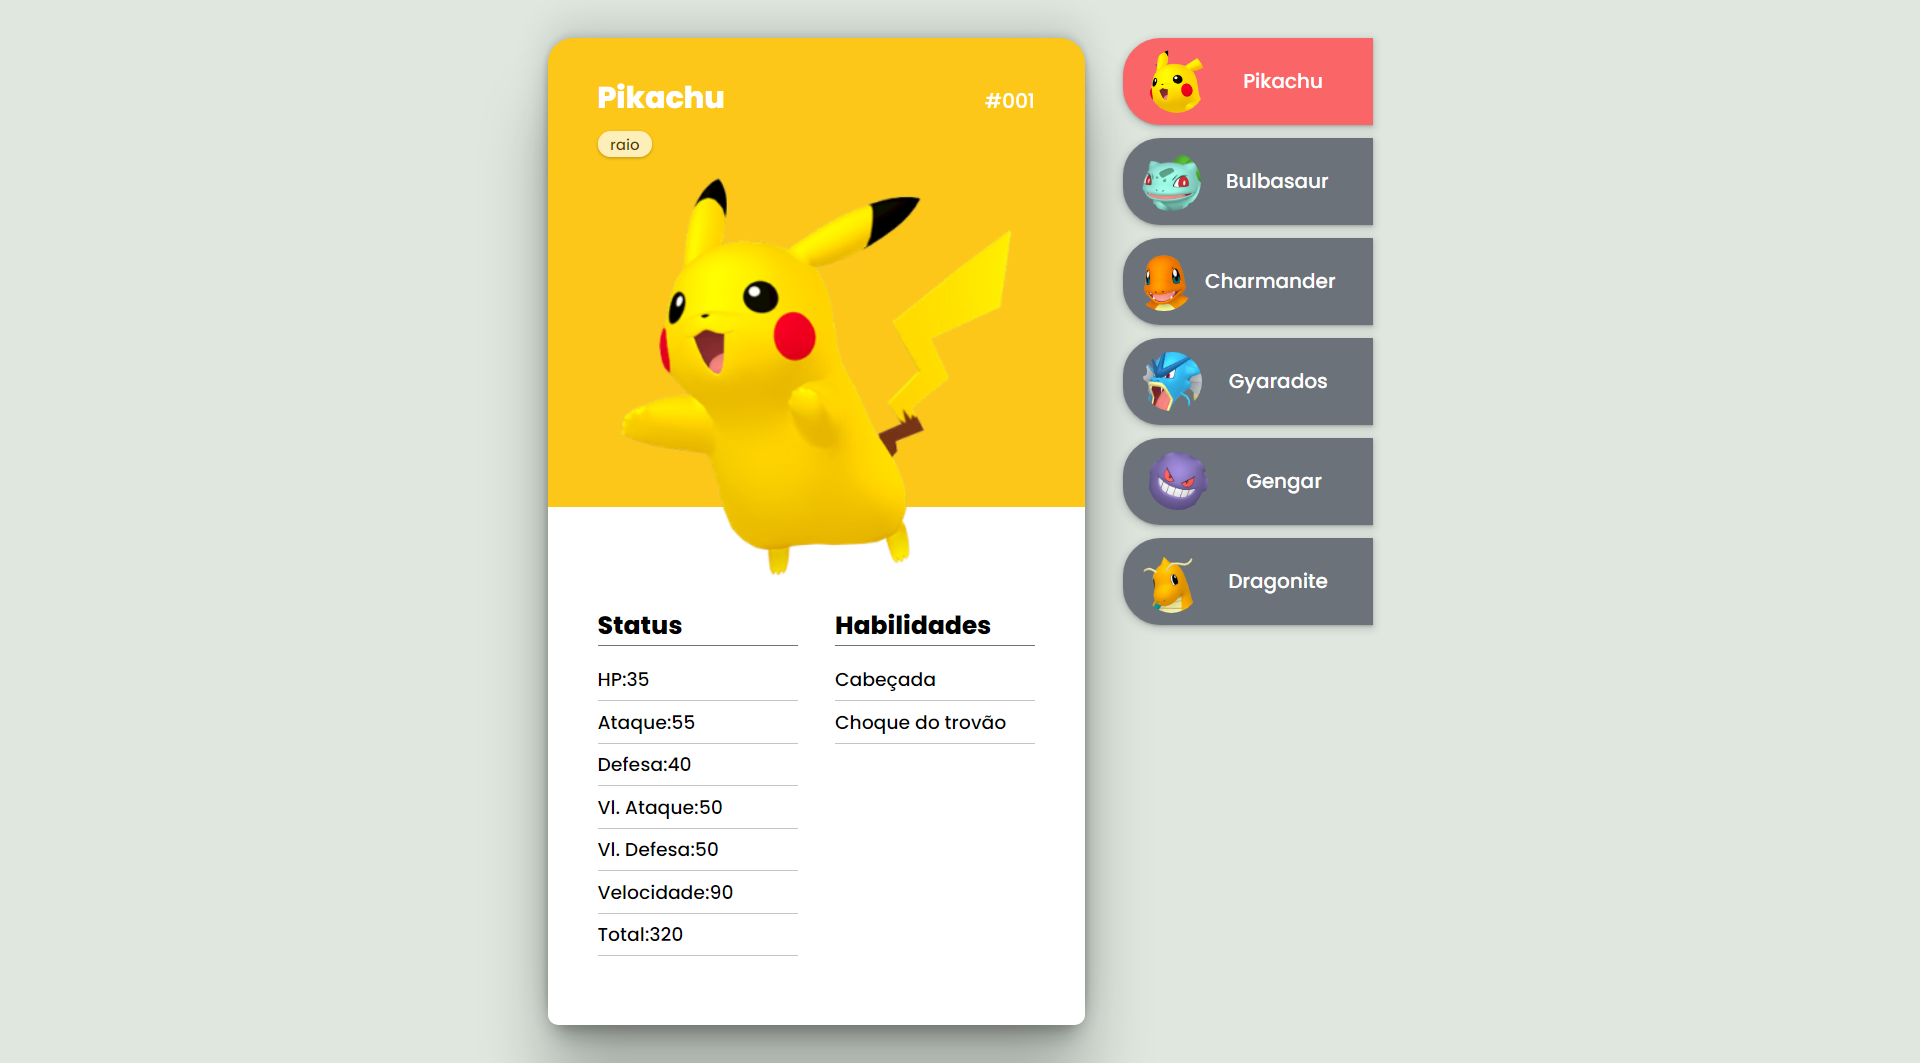 Pikachu
#001
raio
Status
HP:35
Ataque:55
Defesa:40
Vl. Ataque:50
Vl. Defesa:50
Velocidade:90
Total:320
Habilidades
Cabeçada
Choque do trovão
Pikachu
Bulbasaur
Charmander
Gyarados
Gengar
Dragonite